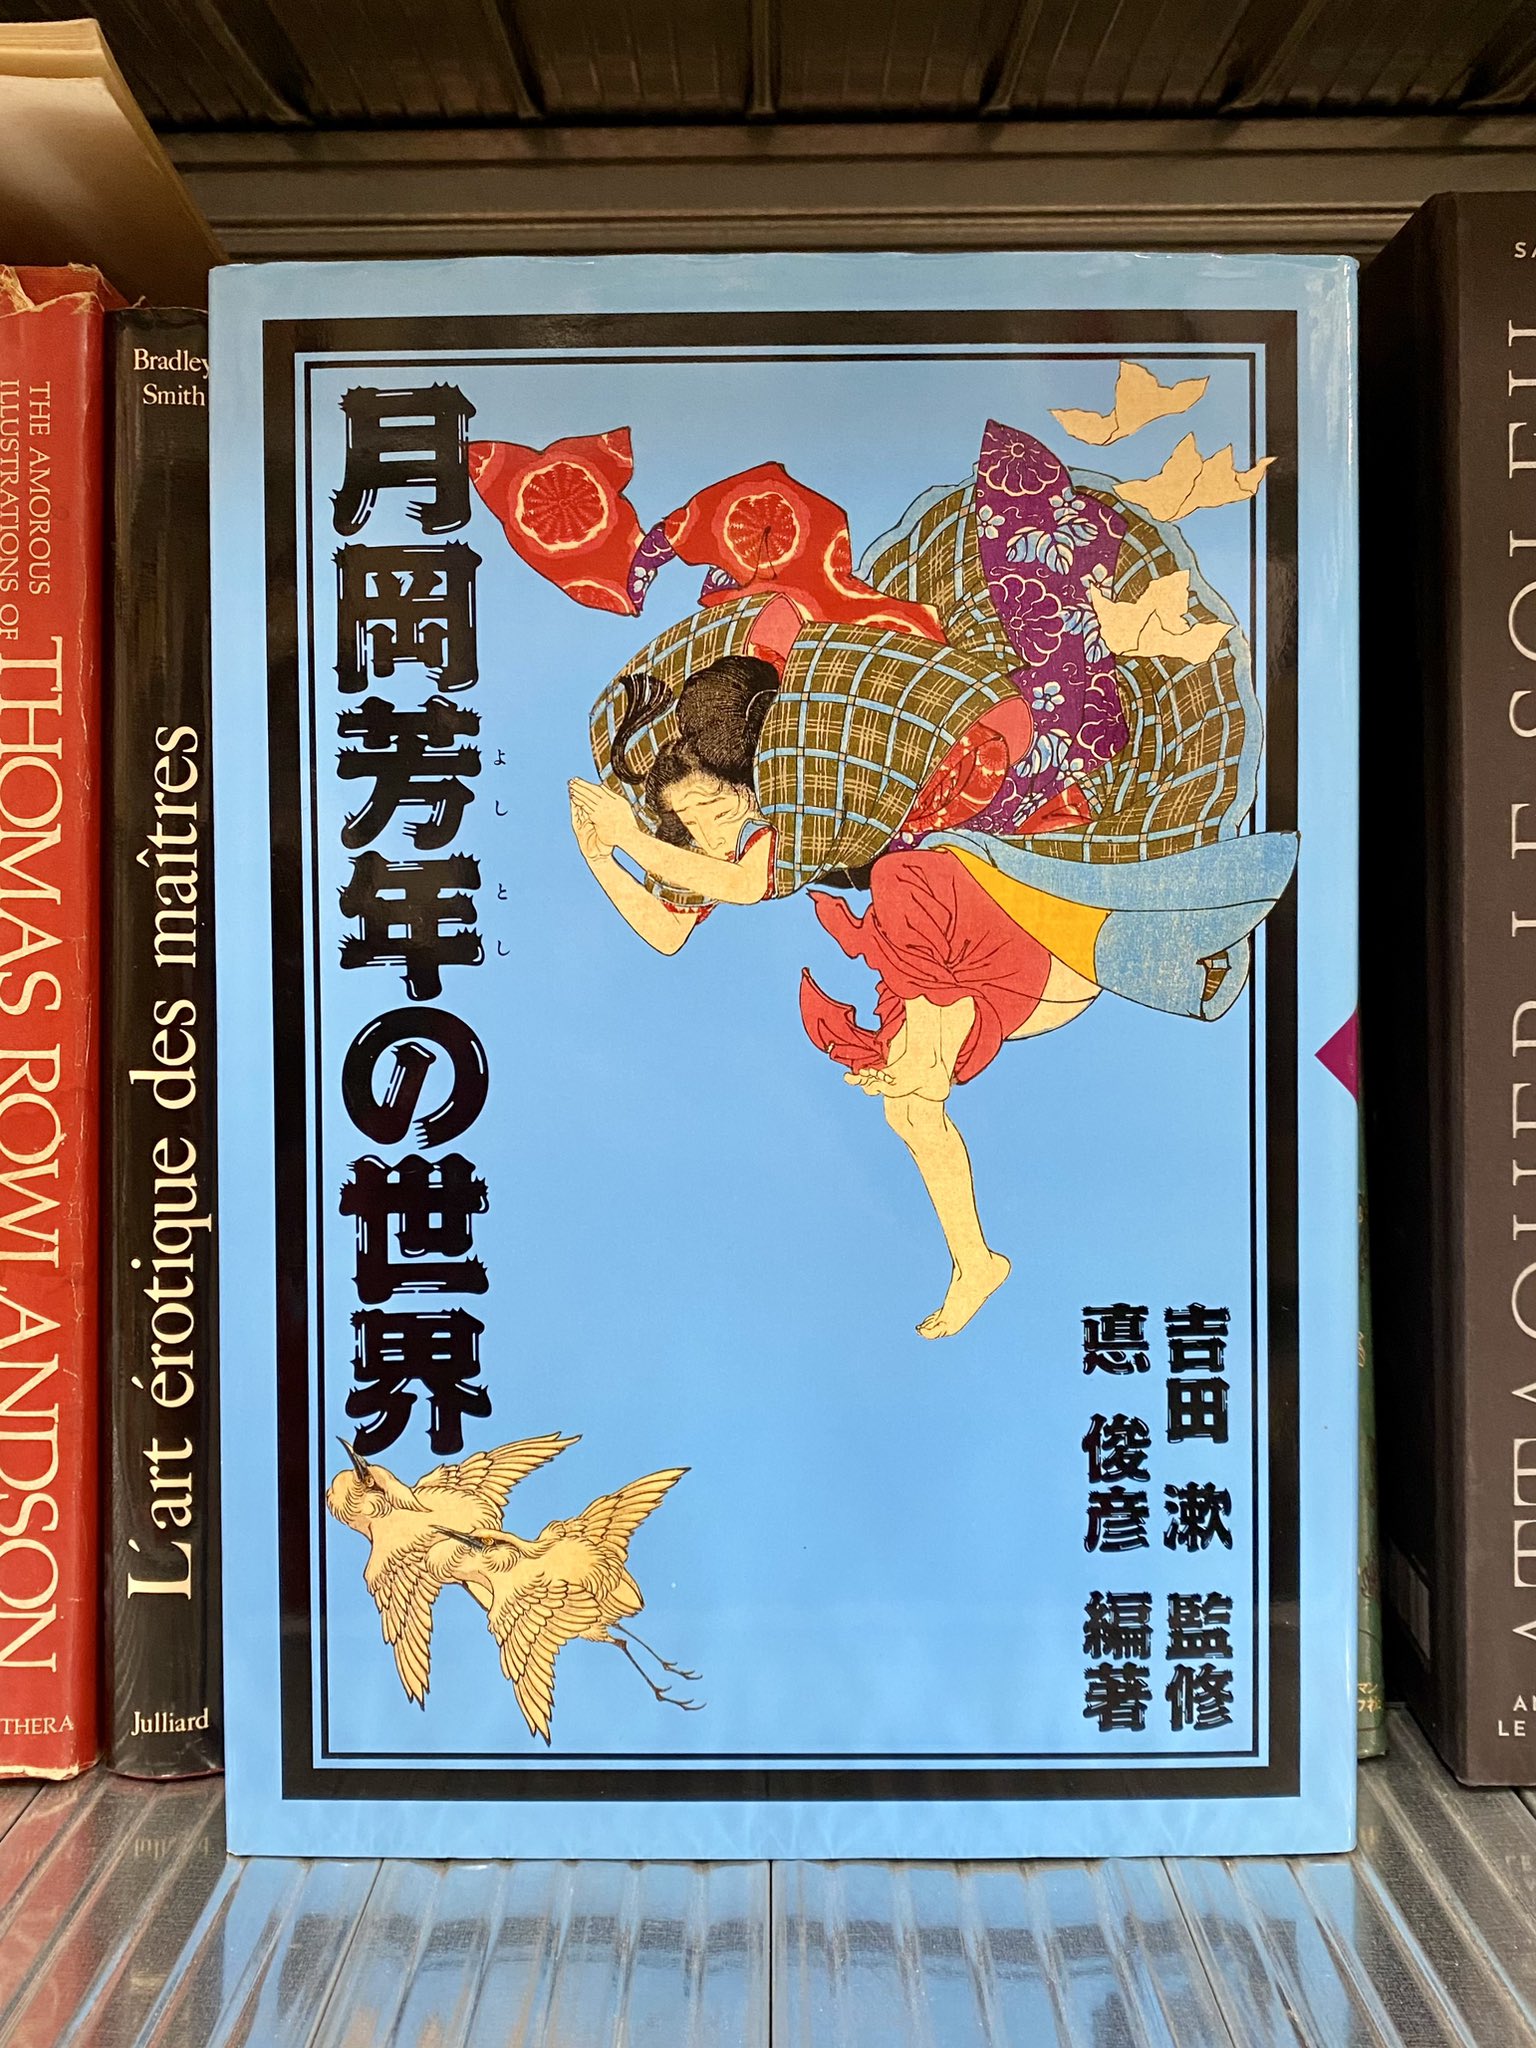 THE AMOROUS
ILLUSTRATIONS OF
THOMAS ROWLANDSON
THERA
Bradley
Smith
L'art érotique des maîtres
Julliard
月岡芳年の世界
よしとし
吉田 漱 監修
悳 俊彦 編著